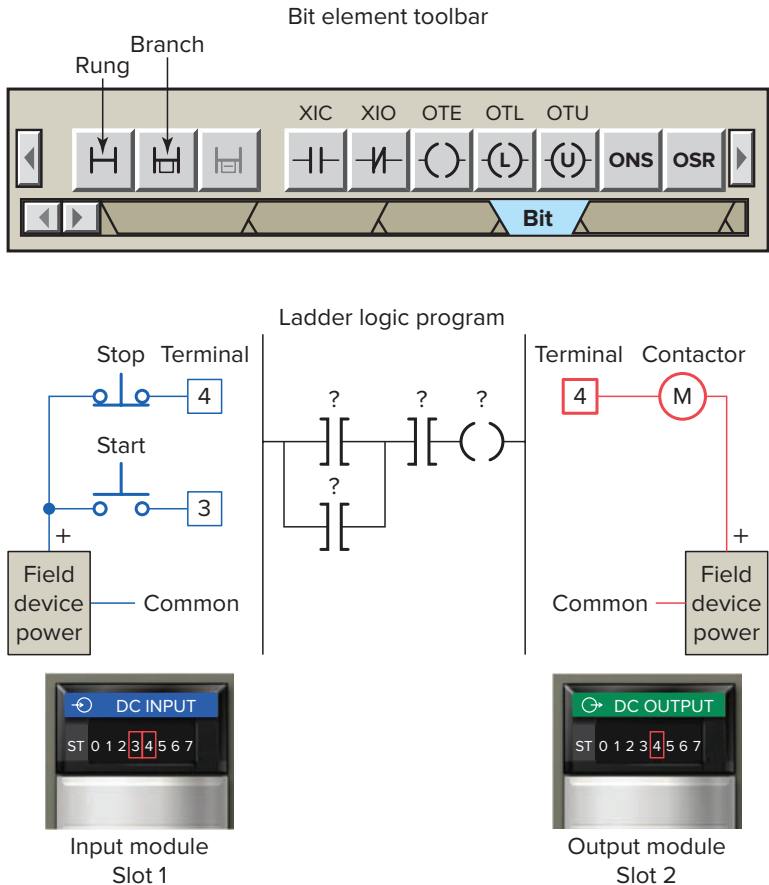 Bit element toolbar
Branch
Rung
XIC XIO OTE OTL OTU
L U ONS OSR
Bit
Ladder logic program
Stop Terminal
4
Start
3
+
Field
device
power
Common
? ? ?
?
Terminal Contactor
4 M
+
Common
Field
device
power
DC INPUT
ST 0 1 2 3 4 5 6 7
Input module
Slot 1
DC OUTPUT
ST 0 1 2 3 4 5 6 7
Output module
Slot 2